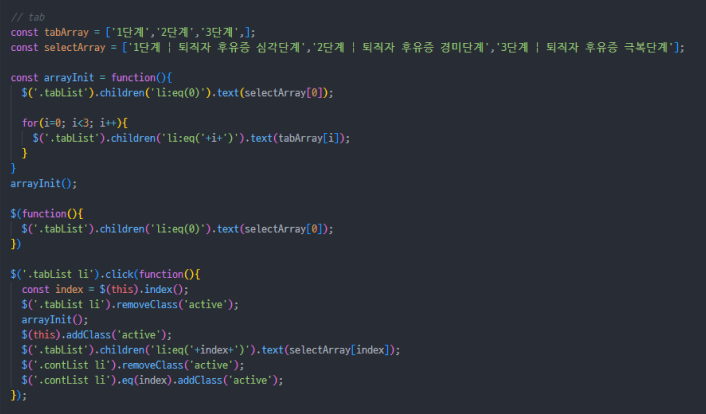 // tab
const tabArray = ['1단계','2단계','3단계',];
const selectArray = ['1단계 | 퇴직자 후유증 심각단계','2단계 | 퇴직자 후유증 경미단계','3단계 | 퇴직자 후유증 극복단계'];
const arrayInit = function(){
$('.tabList').children('li:eq(0)').text(selectArray[0]);
for(i=0; i<3; i++){
$('.tabList').children('li:eq('+i+')').text(tabArray[i]);
}
}
arrayInit();
$(function(){
$('.tabList').children('li:eq(0)').text(selectArray[0]);
})
$('.tabList li').click(function(){
const index = $(this).index();
$('.tabList li').removeClass('active');
arrayInit();
$(this).addClass('active');
$('.tabList').children('li:eq('+index+')').text(selectArray[index]);
$('.contList li').removeClass('active');
$('.contList li').eq(index).addClass('active');
});